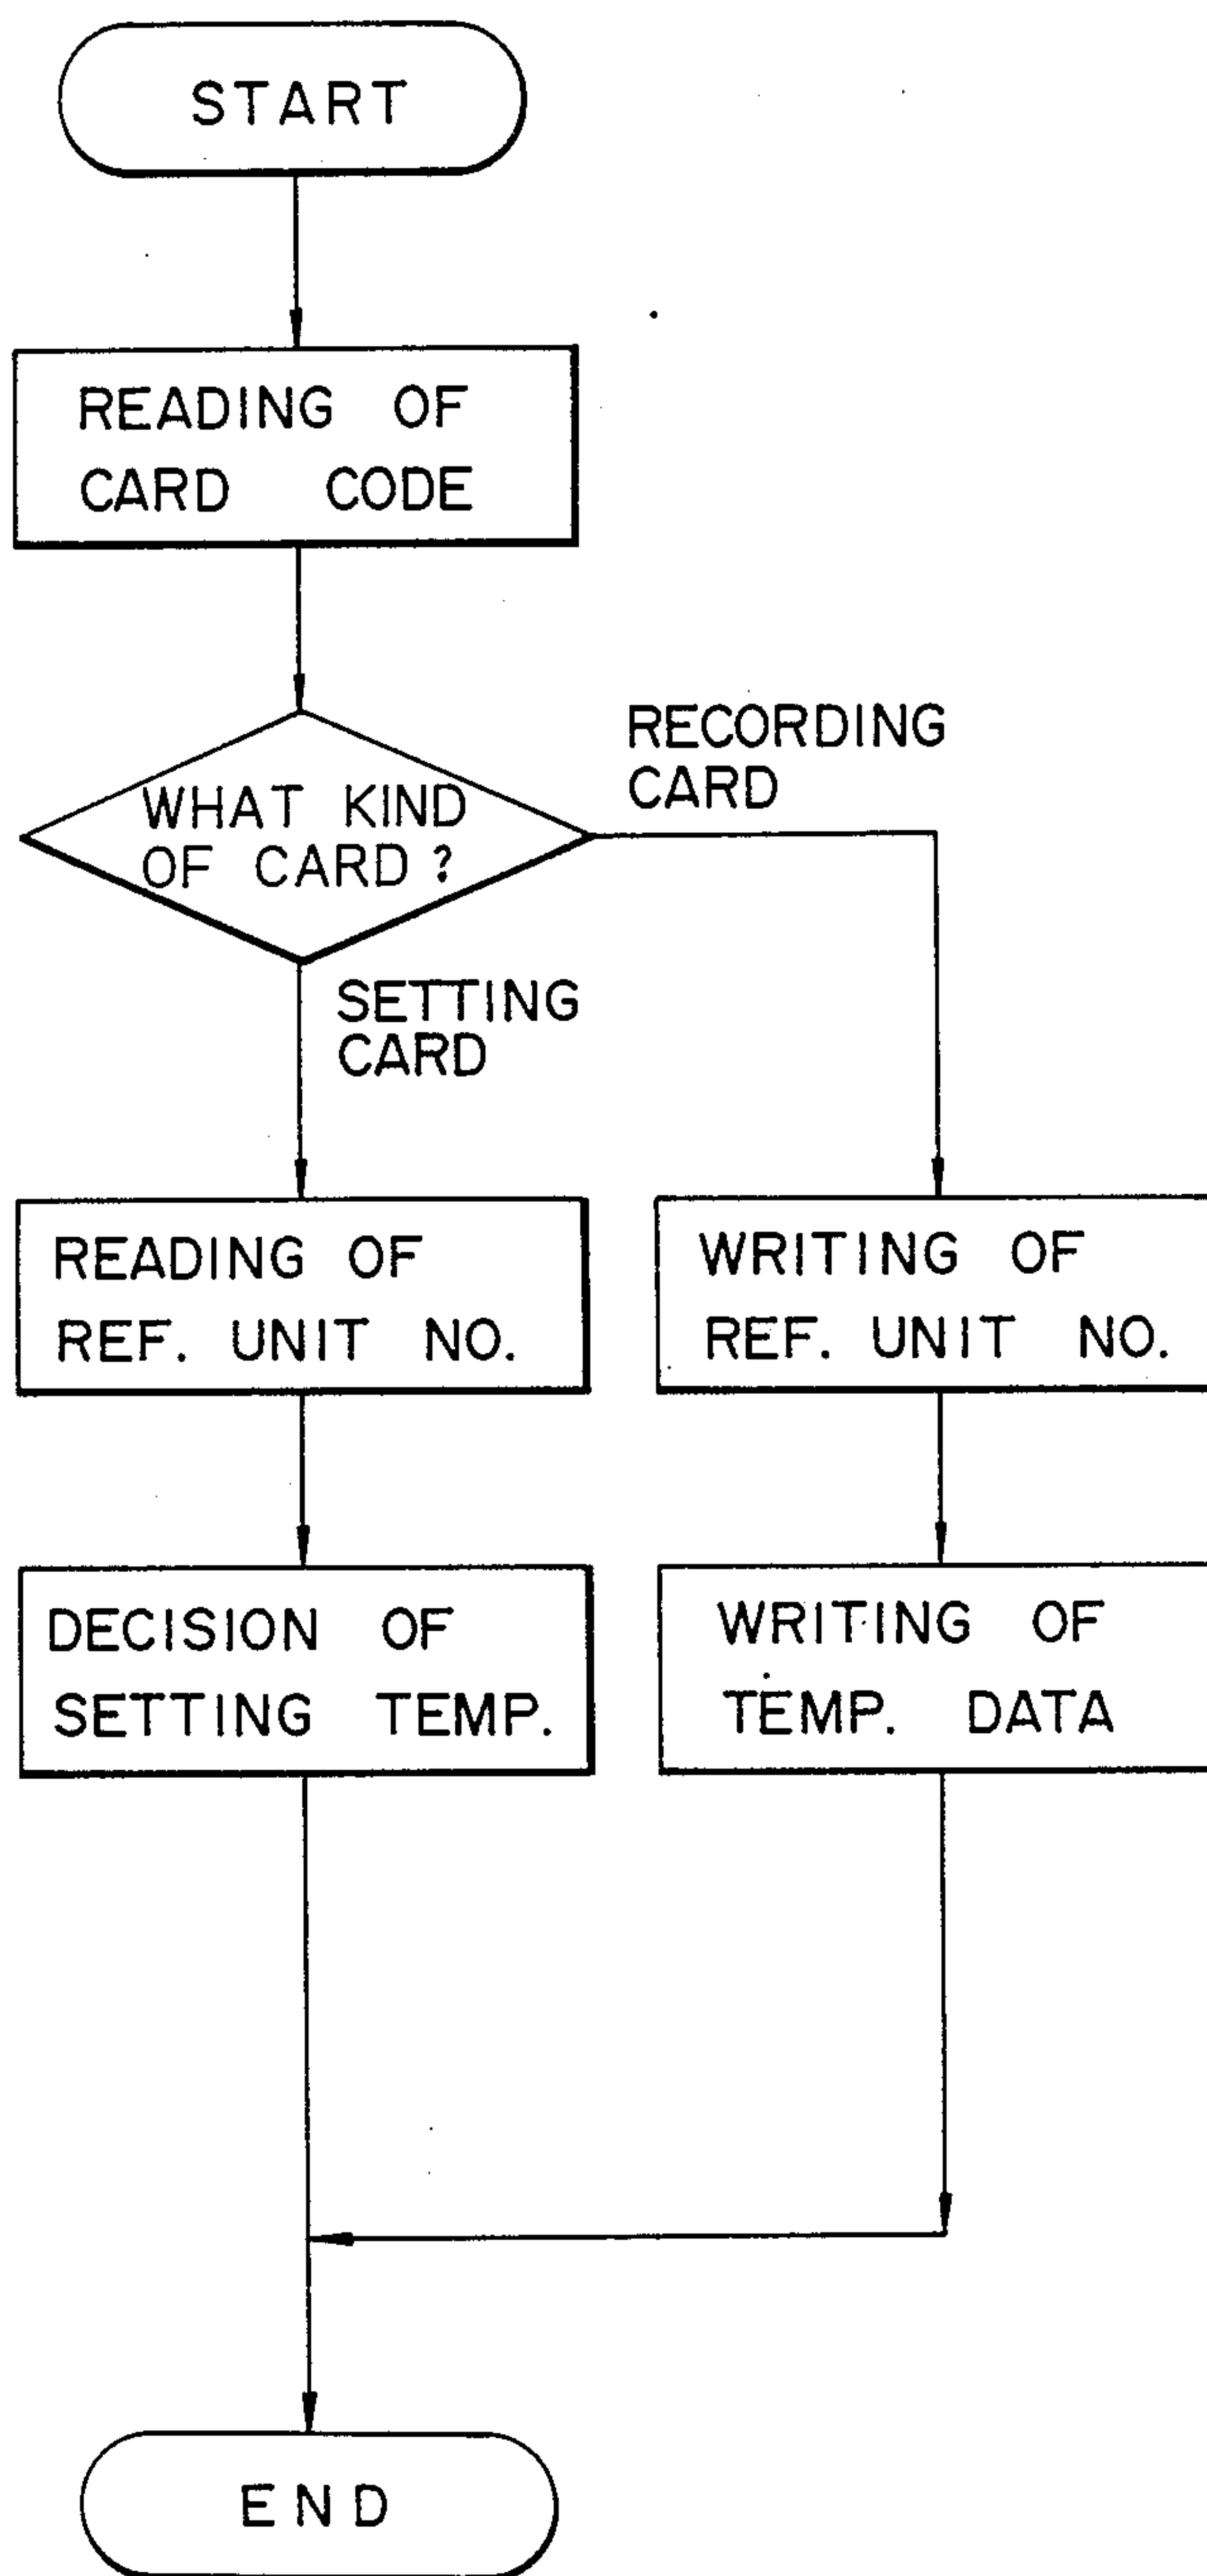 START
READING OF
CARD CODE
WHAT KIND
OF CARD ?
RECORDING
CARD
SETTING
CARD
READING OF
REF. UNIT NO.
WRITING OF
REF. UNIT NO.
DECISION OF
SETTING TEMP.
WRITING OF
TEMP. DATA
END